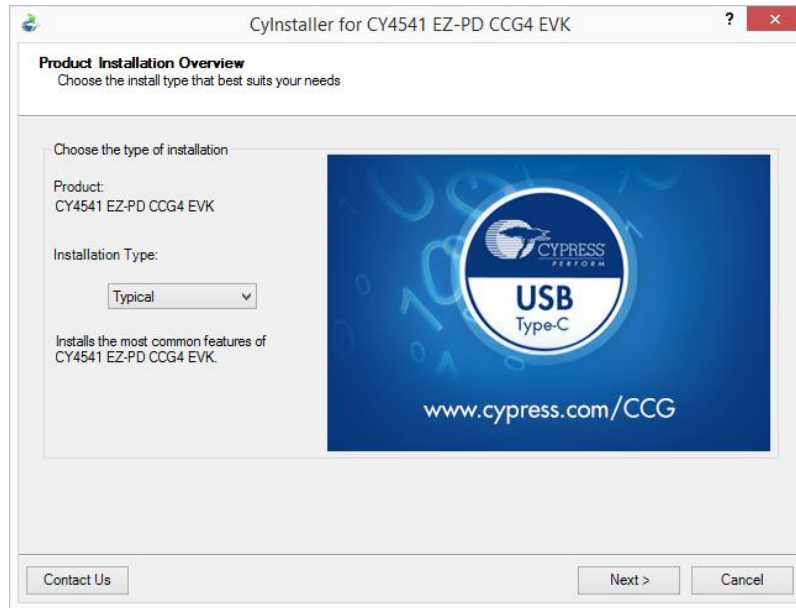 CyInstaller for CY4541 EZ-PD CCG4 EVK
?
×
Product Installation Overview
Choose the install type that best suits your needs
Choose the type of installation
Product:
CY4541 EZ-PD CCG4 EVK
Installation Type:
Typical
Installs the most common features of
CY4541 EZ-PD CCG4 EVK.
CYPRESS
PERFORM
USB
Type-C
www.cypress.com/CCG
Contact Us
Next >
Cancel